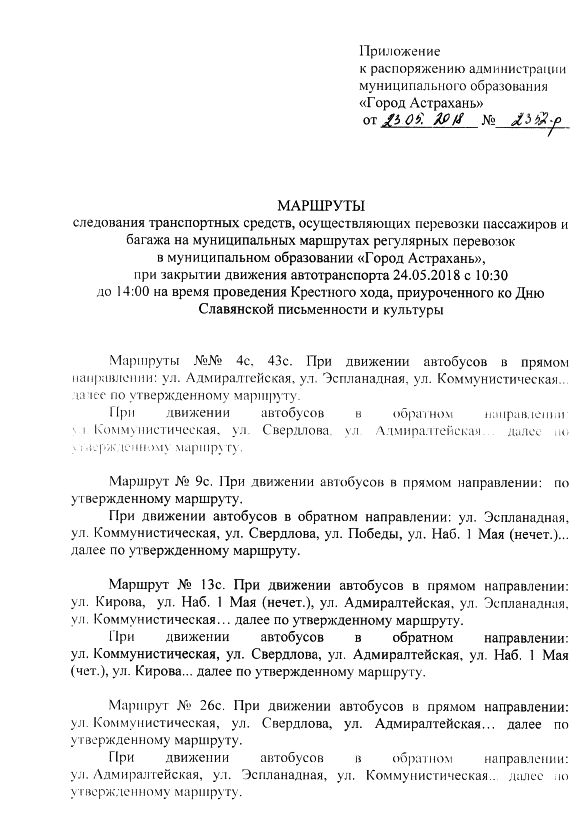 Приложение
к распоряжению администрации
муниципального образования
«Город Астрахань»
от 23.05. 2018 № 2352-р
МАРШРУТЫ
следования транспортных средств, осуществляющих перевозки пассажиров и
багажа на муниципальных маршрутах регулярных перевозок
в муниципальном образовании «Город Астрахань»,
при закрытии движения автотранспорта 24.05.2018 с 10:30
до 14:00 на время проведения Крестного хода, приуроченного ко Дню
Славянской письменности и культуры
Маршруты №№ 4с, 43с. При движении автобусов в прямом
направлении: ул. Адмиралтейская, ул. Эспланадная, ул. Коммунистическая...
далее по утвержденному маршруту.
При движении автобусов в обратном направлении:
ул. Коммунистическая, ул. Свердлова, ул. Адмиралтейская... далее по
утвержденному маршруту.
Маршрут № 9с. При движении автобусов в прямом направлении: по
утвержденному маршруту.
При движении автобусов в обратном направлении: ул. Эспланадная,
ул. Коммунистическая, ул. Свердлова, ул. Победы, ул. Наб. 1 Мая (нечет.)...
далее по утвержденному маршруту.
Маршрут № 13с. При движении автобусов в прямом направлении:
ул. Кирова, ул. Наб. 1 Мая (нечет.), ул. Адмиралтейская, ул. Эспланадная,
ул. Коммунистическая… далее по утвержденному маршруту.
При движении автобусов в обратном направлении:
ул. Коммунистическая, ул. Свердлова, ул. Адмиралтейская, ул. Наб. 1 Мая
(чет.), ул. Кирова... далее по утвержденному маршруту.
Маршрут № 26с. При движении автобусов в прямом направлении:
ул. Коммунистическая, ул. Свердлова, ул. Адмиралтейская… далее по
утвержденному маршруту.
При движении автобусов в обратном направлении:
ул. Адмиралтейская, ул. Эспланадная, ул. Коммунистическая... далее по
утвержденному маршруту.